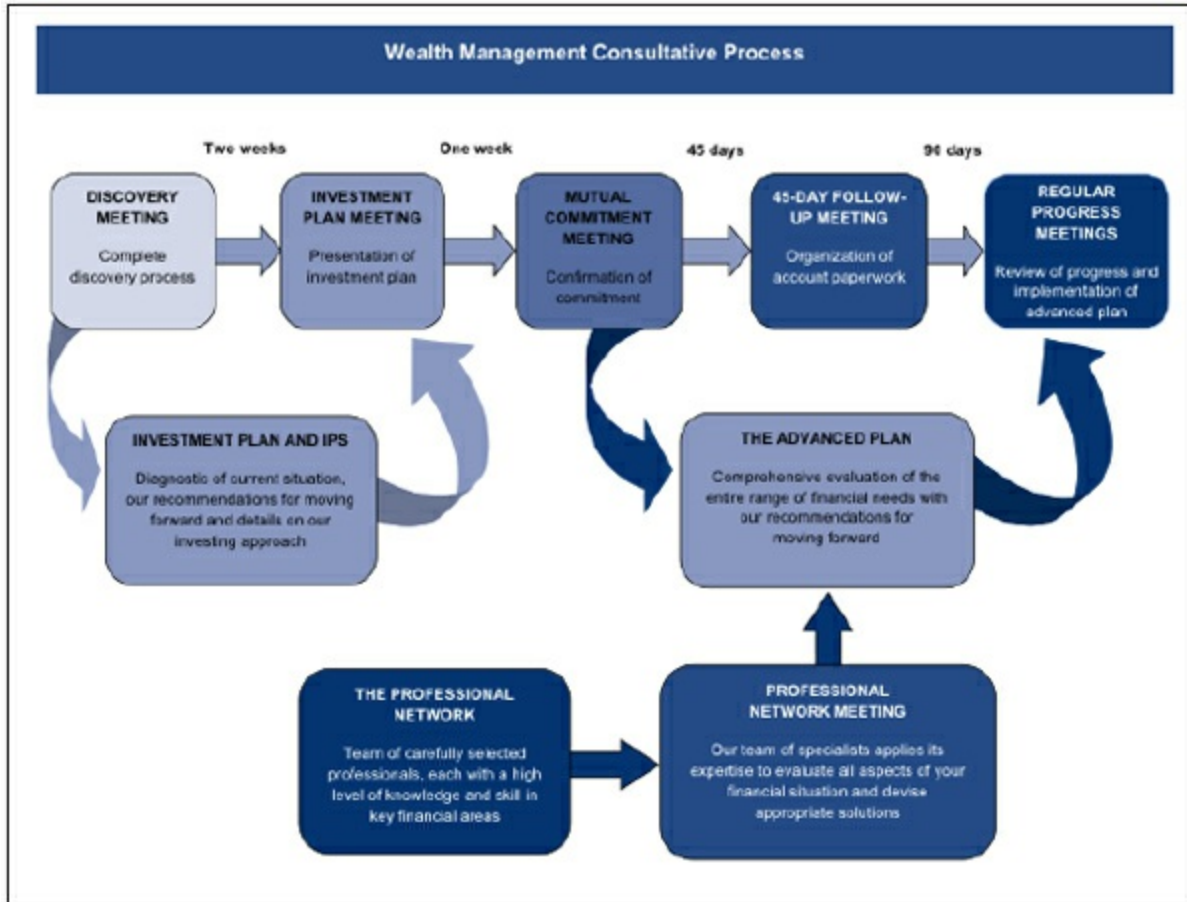 Wealth Management Consultative Process
Two weeks
One week
45 days
90 days
DISCOVERY
MEETING
Complete
discovery process
INVESTMENT
PLAN MEETING
Presentation of
investment plan
MUTUAL
COMMITMENT
MEETING
Confirmation of
commitment
45-DAY FOLLOW-
UP MEETING
Organization of
account paperwork
REGULAR
PROGRESS
MEETINGS
Review of progress and
implementation of
advanced plan
INVESTMENT PLAN AND IPS
Diagnostic of current situation,
our recommendations for moving
forward and details on our
investing approach
THE ADVANCED PLAN
Comprehensive evaluation of the
entire range of financial needs with
our recommendations for
moving forward
THE PROFESSIONAL
NETWORK
Team of carefully selected
professionals, each with a high
level of knowledge and skill in
key financial areas
PROFESSIONAL
NETWORK MEETING
Our team of specialists applies its
expertise to evaluate all aspects of your
financial situation and devise
appropriate solutions